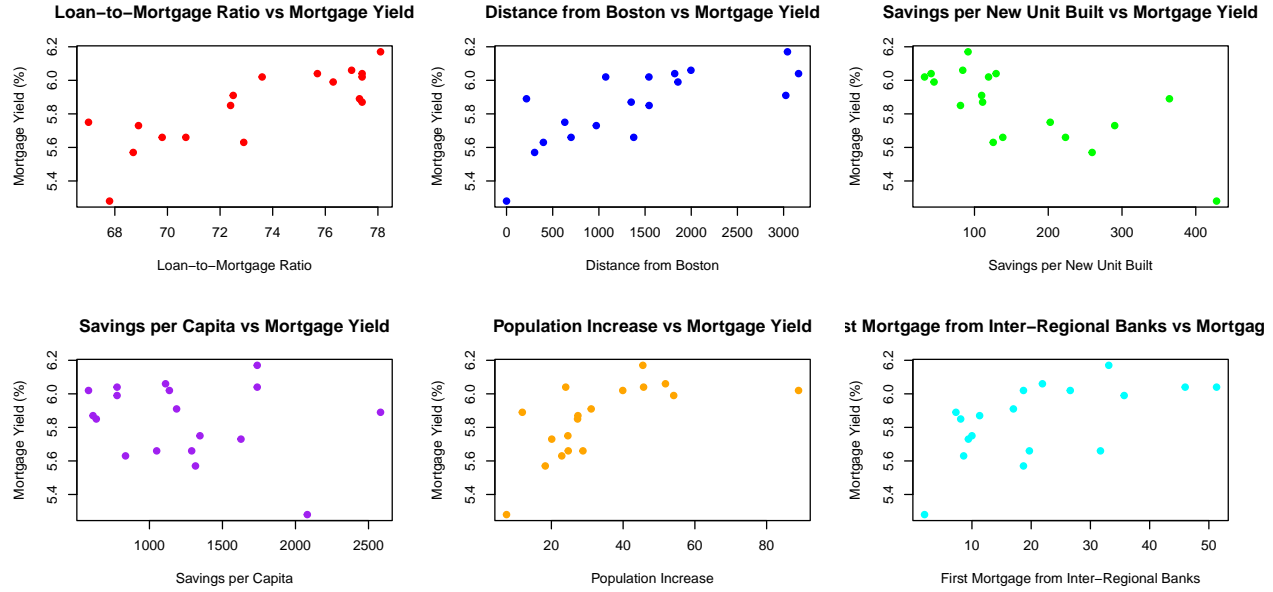 Loan−to−Mortgage Ratio vs Mortgage Yield
Mortgage Yield (%)
5.4 5.6 5.8 6.0 6.2
68 70 72 74 76 78
Loan−to−Mortgage Ratio
Distance from Boston vs Mortgage Yield
Mortgage Yield (%)
5.4 5.6 5.8 6.0 6.2
0 500 1000 1500 2000 2500 3000
Distance from Boston
Savings per New Unit Built vs Mortgage Yield
Mortgage Yield (%)
5.4 5.6 5.8 6.0 6.2
100 200 300 400
Savings per New Unit Built
Savings per Capita vs Mortgage Yield
Mortgage Yield (%)
5.4 5.6 5.8 6.0 6.2
1000 1500 2000 2500
Savings per Capita
Population Increase vs Mortgage Yield
Mortgage Yield (%)
5.4 5.6 5.8 6.0 6.2
20 40 60 80
Population Increase
st Mortgage from Inter−Regional Banks vs Mortgag
Mortgage Yield (%)
5.4 5.6 5.8 6.0 6.2
10 20 30 40 50
First Mortgage from Inter−Regional Banks